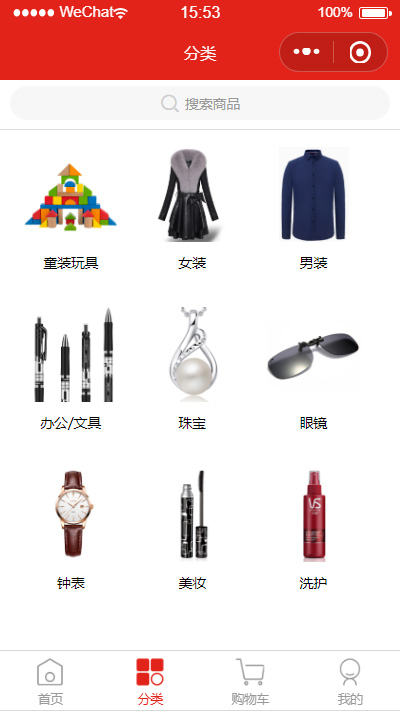 WeChat 15:53 100%
分类
搜索商品
童装玩具 女装 男装
办公/文具 珠宝 眼镜
VS
钟表 美妆 洗护
首页 分类 购物车 我的